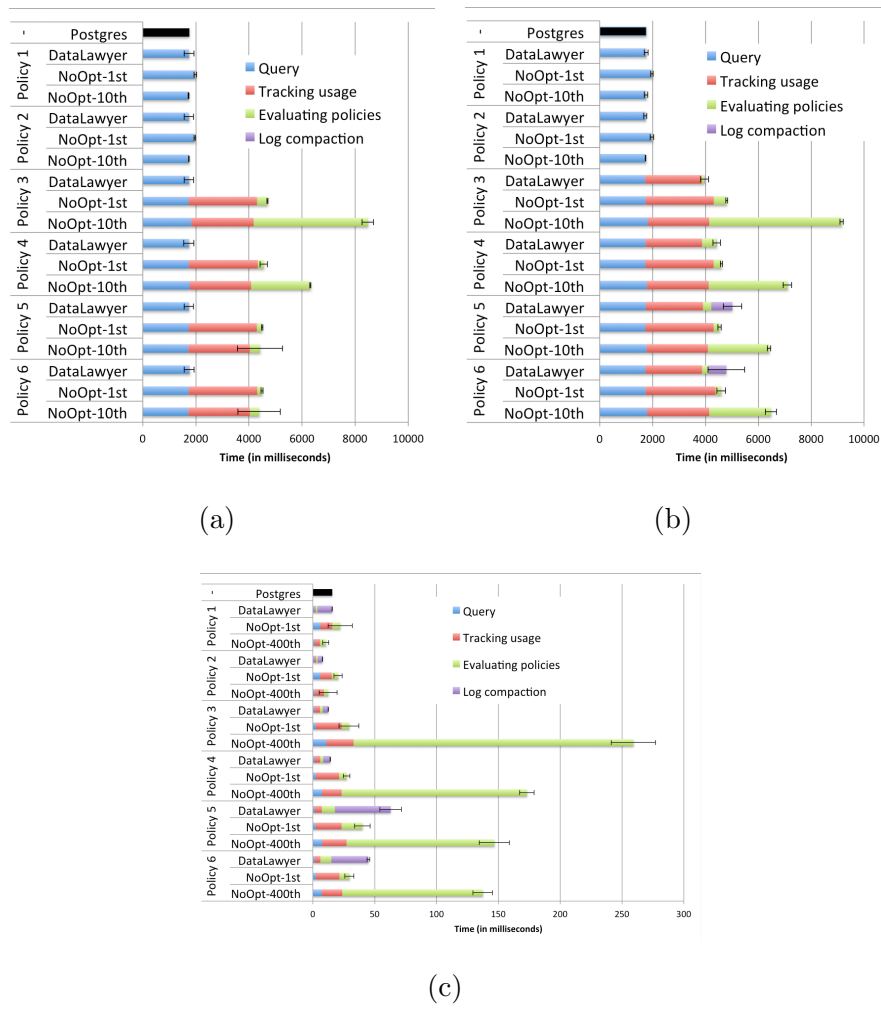 -
Postgres
Policy 1
DataLawyer
NoOpt-1st
NoOpt-10th
Policy 2
DataLawyer
NoOpt-1st
NoOpt-10th
Policy 3
DataLawyer
NoOpt-1st
NoOpt-10th
Policy 4
DataLawyer
NoOpt-1st
NoOpt-10th
Policy 5
DataLawyer
NoOpt-1st
NoOpt-10th
Policy 6
DataLawyer
NoOpt-1st
NoOpt-10th
Query
Tracking usage
Evaluating policies
Log compaction
0 2000 4000 6000 8000 10000
Time (in milliseconds)
(a)
-
Postgres
Policy 1
DataLawyer
NoOpt-1st
NoOpt-10th
Policy 2
DataLawyer
NoOpt-1st
NoOpt-10th
Policy 3
DataLawyer
NoOpt-1st
NoOpt-10th
Policy 4
DataLawyer
NoOpt-1st
NoOpt-10th
Policy 5
DataLawyer
NoOpt-1st
NoOpt-10th
Policy 6
DataLawyer
NoOpt-1st
NoOpt-10th
Query
Tracking usage
Evaluating policies
Log compaction
0 2000 4000 6000 8000 10000
Time (in milliseconds)
(b)
-
Postgres
Policy 1
DataLawyer
NoOpt-1st
NoOpt-400th
Policy 2
DataLawyer
NoOpt-1st
NoOpt-400th
Policy 3
DataLawyer
NoOpt-1st
NoOpt-400th
Policy 4
DataLawyer
NoOpt-1st
NoOpt-400th
Policy 5
DataLawyer
NoOpt-1st
NoOpt-400th
Policy 6
DataLawyer
NoOpt-1st
NoOpt-400th
Query
Tracking usage
Evaluating policies
Log compaction
0 50 100 150 200 250 300
Time (in milliseconds)
(c)